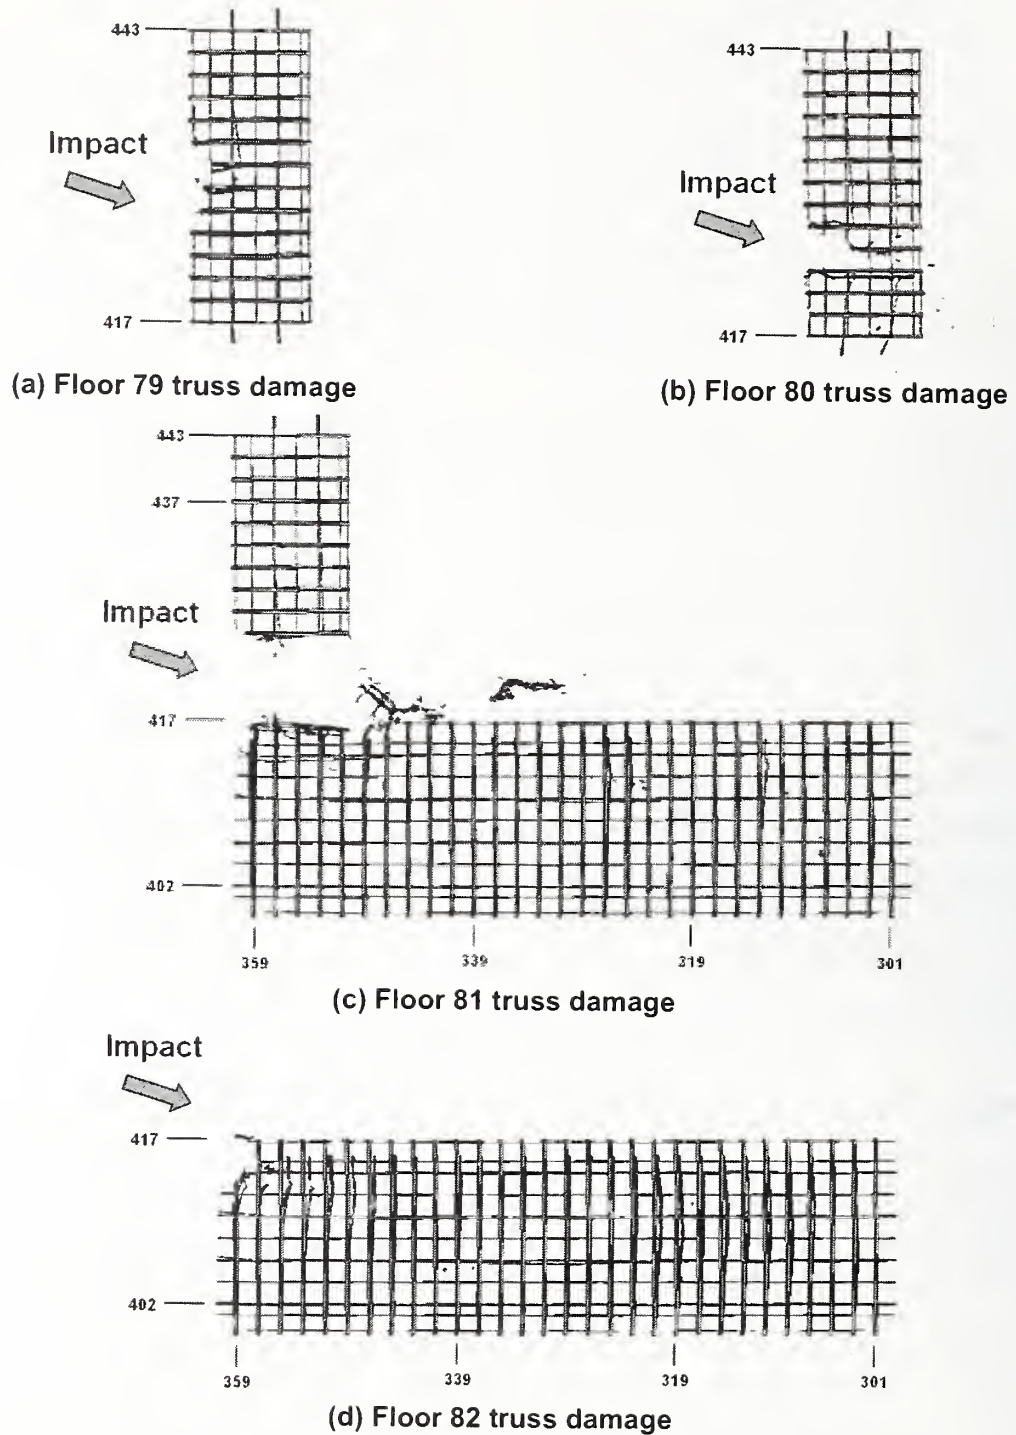 443
Impact
417
(a) Floor 79 truss damage
443
Impact
417
(b) Floor 80 truss damage
443
437
Impact
417
402
359 339 319 301
(c) Floor 81 truss damage
Impact
417
402
359 339 319 301
(d) Floor 82 truss damage